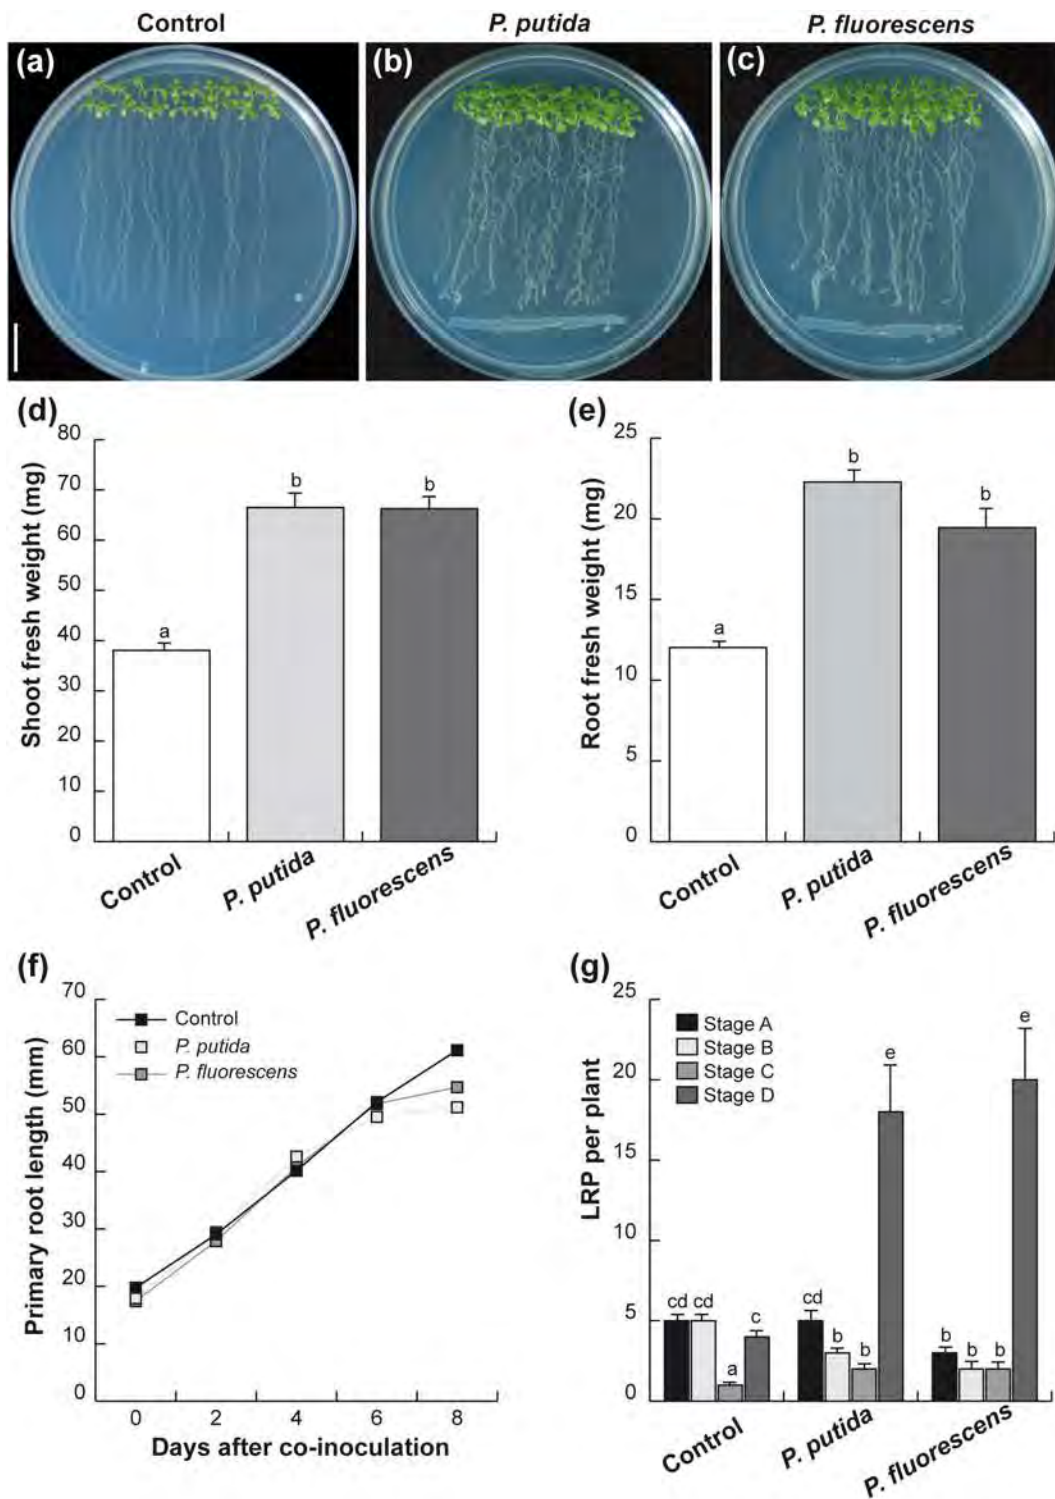 Control
P. putida
P. fluorescens
(a)
(b)
(c)
(d)
Shoot fresh weight (mg)
80
70
60
50
40
30
20
10
0
a
b
b
Control
P. putida
P. fluorescens
(e)
Root fresh weight (mg)
25
20
15
10
5
0
a
b
b
Control
P. putida
P. fluorescens
(f)
Primary root length (mm)
70
60
50
40
30
20
10
0
Control
P. putida
P. fluorescens
0 2 4 6 8
Days after co-inoculation
(g)
LRP per plant
25
20
15
10
5
0
Stage A
Stage B
Stage C
Stage D
cd cd a c
cd b b e
b b b e
Control
P. putida
P. fluorescens